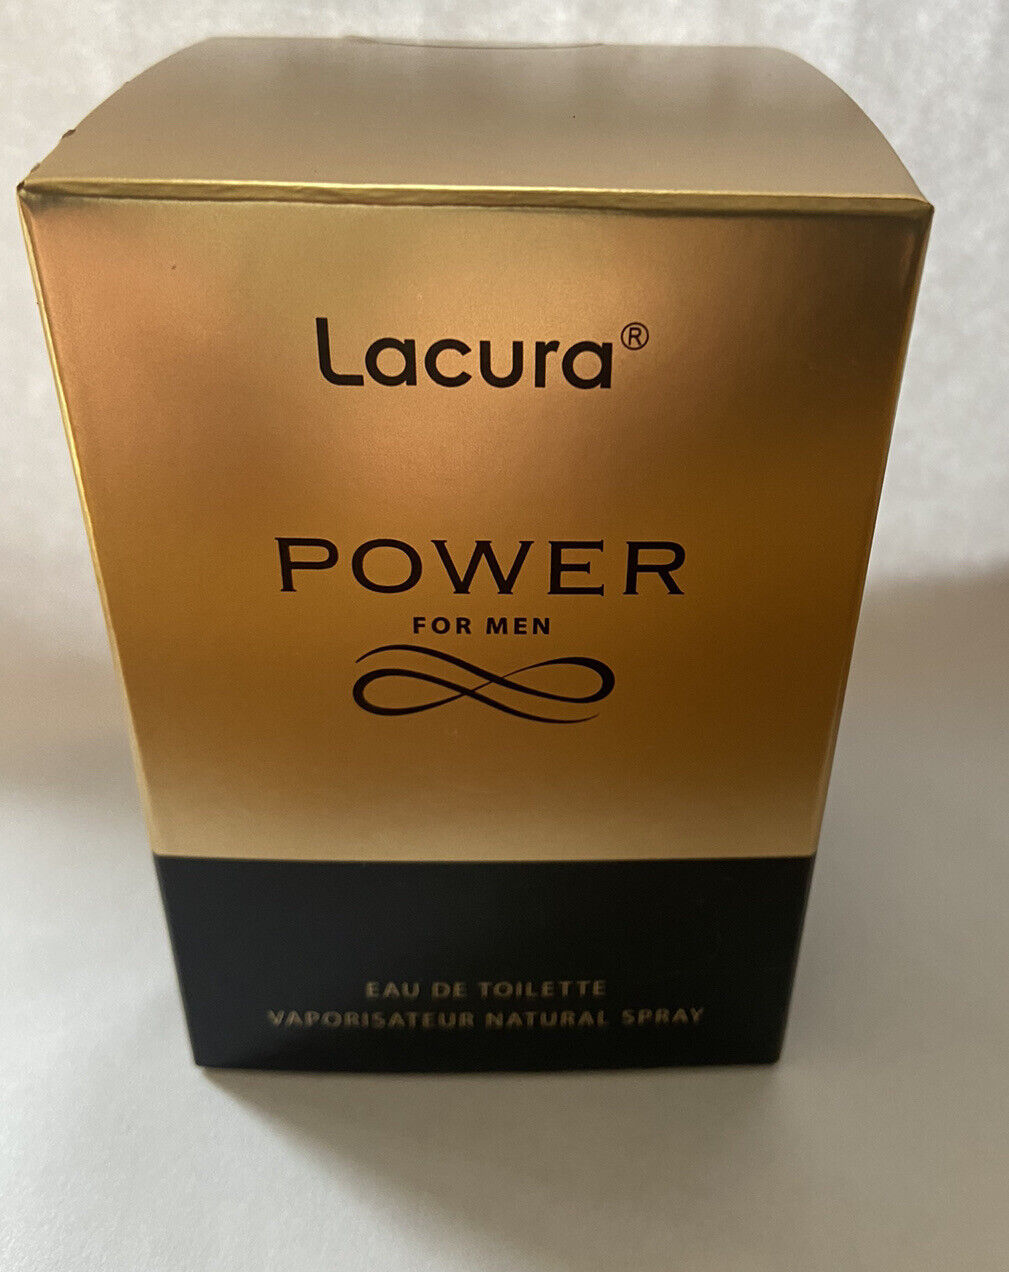 Lacura®
POWER
FOR MEN
EAU DE TOILETTE
VAPORISATEUR NATURAL SPRAY